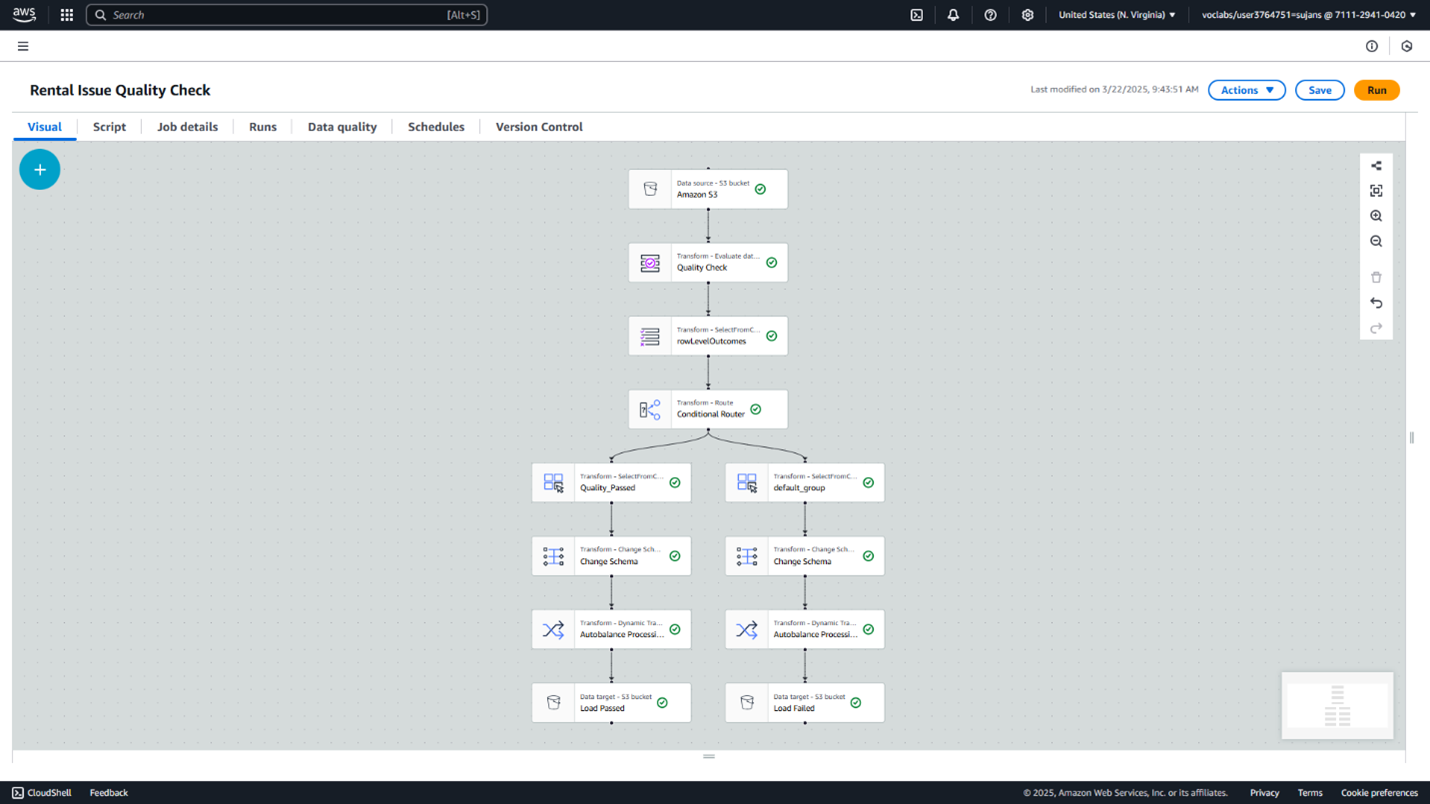 aws
Search [Alt+S]
United States (N. Virginia) ▼
voclabs/user3764751=sujans @ 7111-2941-0420 ▼
Rental Issue Quality Check
Last modified on 3/22/2025, 9:43:51 AM
Actions ▼
Save
Run
Visual
Script
Job details
Runs
Data quality
Schedules
Version Control
Data source - S3 bucket
Amazon S3
Transform - Evaluate dat...
Quality Check
Transform - SelectFromC...
rowLevelOutcomes
Transform - Route
Conditional Router
Transform - SelectFromC...
Quality_Passed
Transform - SelectFromC...
default_group
Transform - Change Sch...
Change Schema
Transform - Change Sch...
Change Schema
Transform - Dynamic Tra...
Autobalance Processi...
Transform - Dynamic Tra...
Autobalance Processi...
Data target - S3 bucket
Load Passed
Data target - S3 bucket
Load Failed
CloudShell
Feedback
© 2025, Amazon Web Services, Inc. or its affiliates.
Privacy
Terms
Cookie preferences